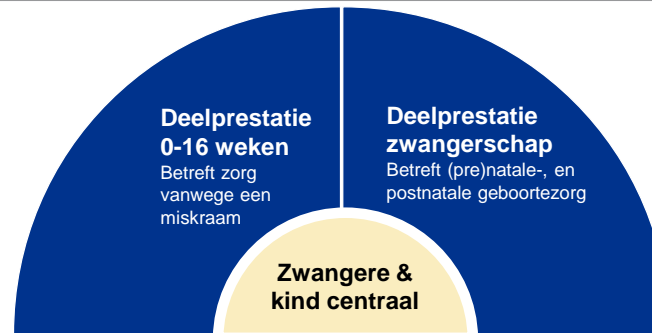 Deelprestatie
0-16 weken
Betreft zorg
vanwege een
miskraam
Deelprestatie
zwangerschap
Betreft (pre)natale-, en
postnatale geboortezorg
Zwangere &
kind centraal